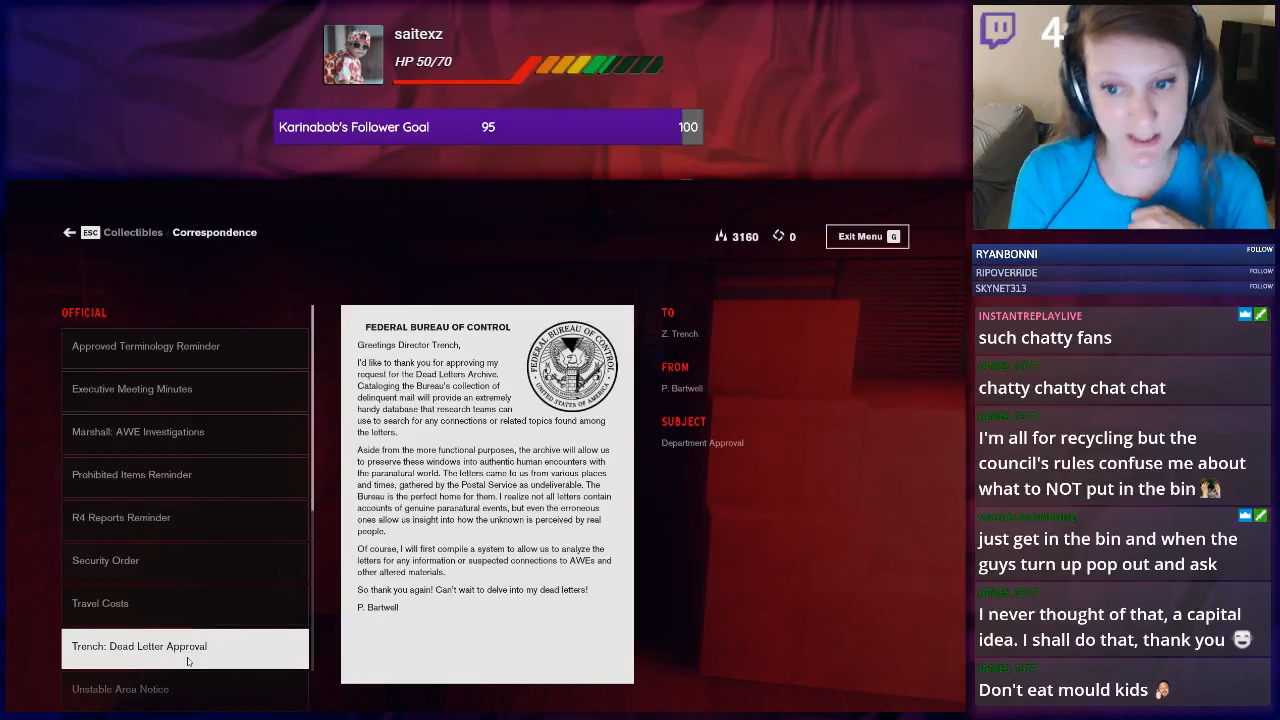 saitexz
HP 50/70
Karinabob's Follower Goal 95 100
4
ESC Collectibles Correspondence
3160 0 Exit Menu G
OFFICIAL
Approved Terminology Reminder
Executive Meeting Minutes
Marshall: AWE Investigations
Prohibited Items Reminder
R4 Reports Reminder
Security Order
Travel Costs
Trench: Dead Letter Approval
Unstable Area Notice
FEDERAL BUREAU OF CONTROL
Greetings Director Trench,
I'd like to thank you for approving my
request for the Dead Letters Archive.
Cataloging the Bureau's collection of
delinquent mail will provide an extremely
handy database that research teams can
use to search for any connections or related topics found among
the letters.
Aside from the more functional purposes, the archive will allow us
to preserve these windows into authentic human encounters with
the paranatural world. The letters came to us from various places
and times, gathered by the Postal Service as undeliverable. The
Bureau is the perfect home for them. I realize not all letters contain
accounts of genuine paranatural events, but even the erroneous
ones allow us insight into how the unknown is perceived by real
people.
Of course, I will first compile a system to allow us to analyze the
letters for any information or suspected connections to AWEs and
other altered materials.
So thank you again! Can't wait to delve into my dead letters!
P. Bartwell
FEDERAL BUREAU OF CONTROL
UNITED STATES OF AMERICA
TO
Z. Trench
FROM
P. Bartwell
SUBJECT
Department Approval
RYANBONNI FOLLOW
RIPOVERRIDE FOLLOW
SKYNET313 FOLLOW
INSTANTREPLAYLIVE
such chatty fans
JAMES_1977
chatty chatty chat chat
JAMES_1977
I'm all for recycling but the
council's rules confuse me about
what to NOT put in the bin
just get in the bin and when the
guys turn up pop out and ask
JAMES_1977
I never thought of that, a capital
idea. I shall do that, thank you
JAMES_1977
Don't eat mould kids